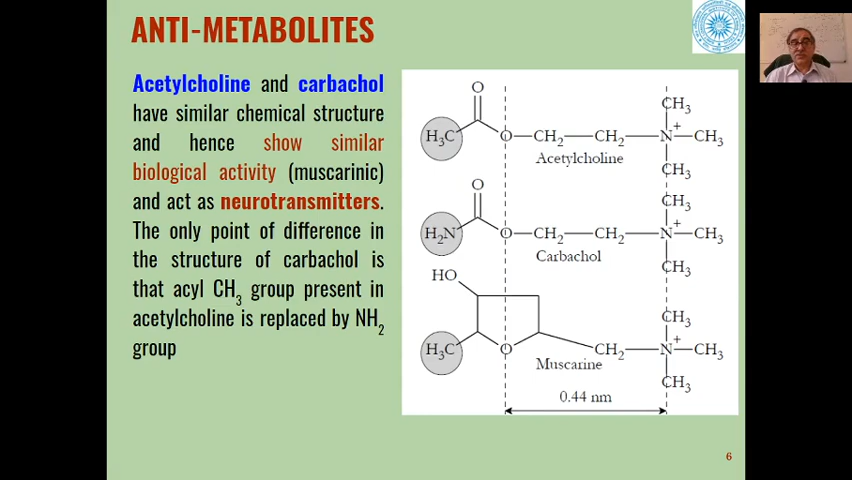 ANTI-METABOLITES
Acetylcholine and carbachol
have similar chemical structure
and hence show similar
biological activity (muscarinic)
and act as neurotransmitters.
The only point of difference in
the structure of carbachol is
that acyl CH3 group present in
acetylcholine is replaced by NH2
group
O
CH3
H3C O—CH2—CH2—N+—CH3
Acetylcholine
CH3
O
CH3
H2N O—CH2—CH2—N+—CH3
Carbachol
CH3
HO
CH3
H3C O CH2—N+—CH3
Muscarine
CH3
0.44 nm
6